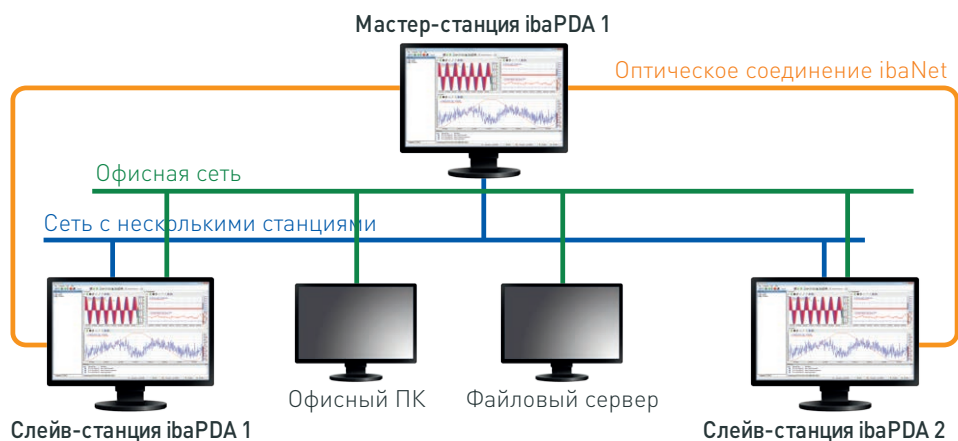 Мастер-станция ibaPDA 1
Оптическое соединение ibaNet
Офисная сеть
Сеть с несколькими станциями
Офисный ПК
Файловый сервер
Слейв-станция ibaPDA 1
Слейв-станция ibaPDA 2